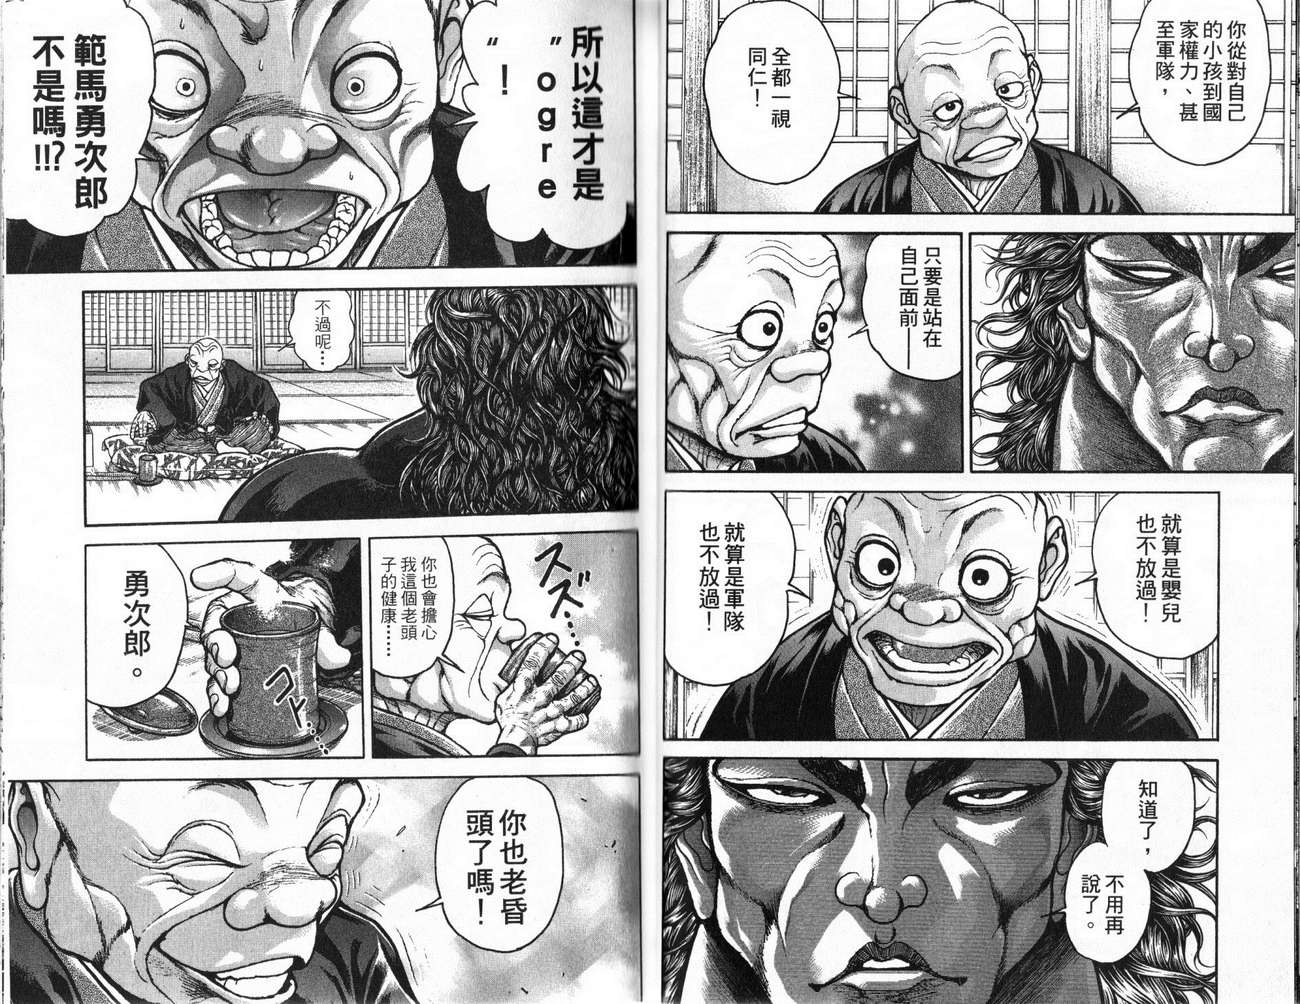 你從對自己
的小孩到國
家權力、甚
至軍隊，
全都一視
同仁！
只要是站在
自己面前——
就算是嬰兒
也不放過！
就算是軍隊
也不放過！
知道了，
不用再
說了。
所以這才是
〝ogre
〞！
範馬勇次郎
不是嗎!!?
不過呢……
你也會擔心
我這個老頭
子的健康……
ズズ……
勇次郎。
コト……
你也老昏
頭了嗎！